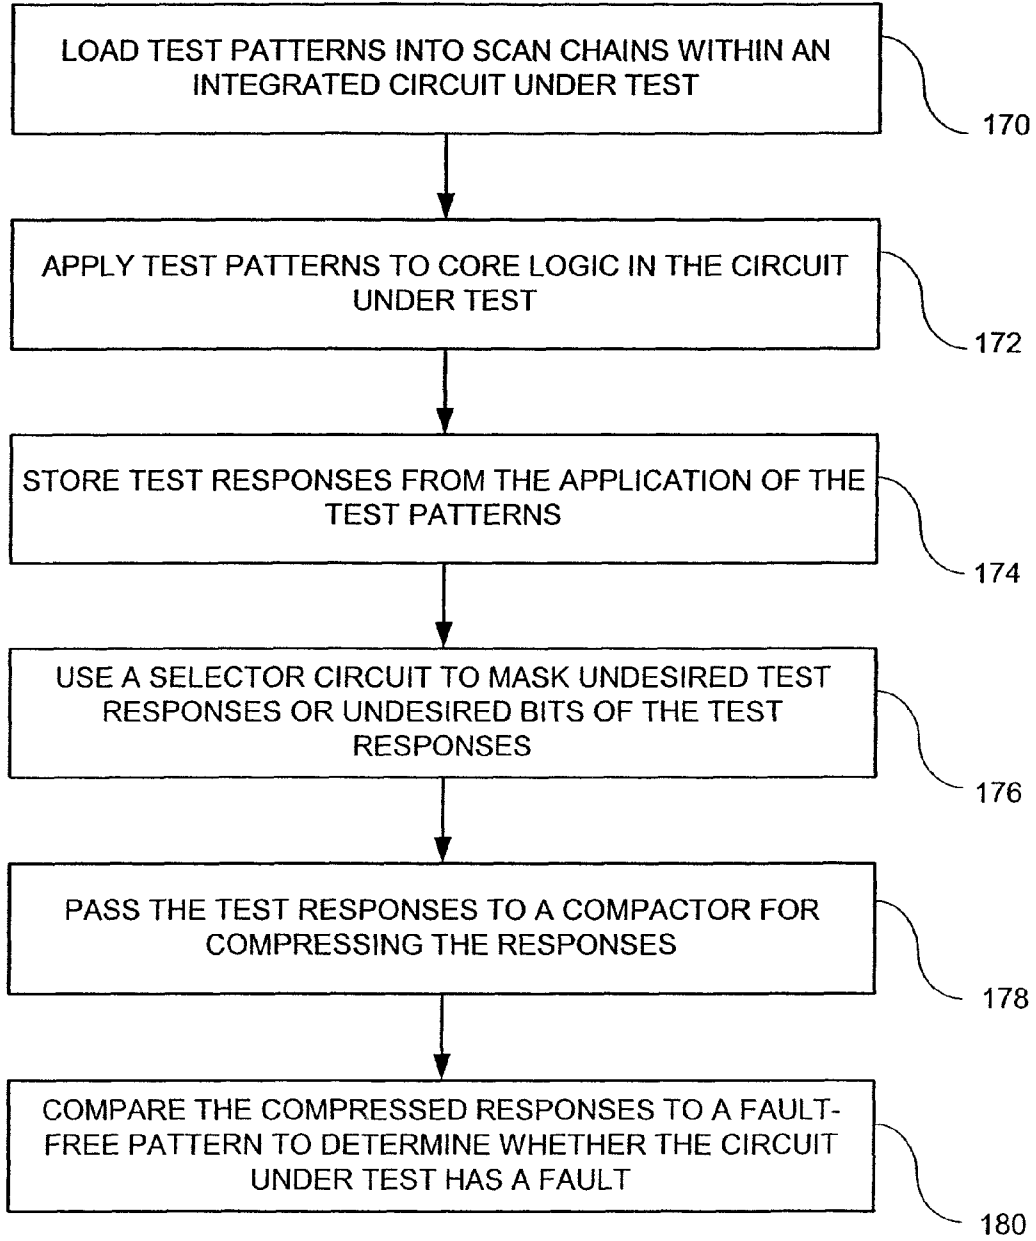 LOAD TEST PATTERNS INTO SCAN CHAINS WITHIN AN
INTEGRATED CIRCUIT UNDER TEST
170
APPLY TEST PATTERNS TO CORE LOGIC IN THE CIRCUIT
UNDER TEST
172
STORE TEST RESPONSES FROM THE APPLICATION OF THE
TEST PATTERNS
174
USE A SELECTOR CIRCUIT TO MASK UNDESIRED TEST
RESPONSES OR UNDESIRED BITS OF THE TEST
RESPONSES
176
PASS THE TEST RESPONSES TO A COMPACTOR FOR
COMPRESSING THE RESPONSES
178
COMPARE THE COMPRESSED RESPONSES TO A FAULT-
FREE PATTERN TO DETERMINE WHETHER THE CIRCUIT
UNDER TEST HAS A FAULT
180